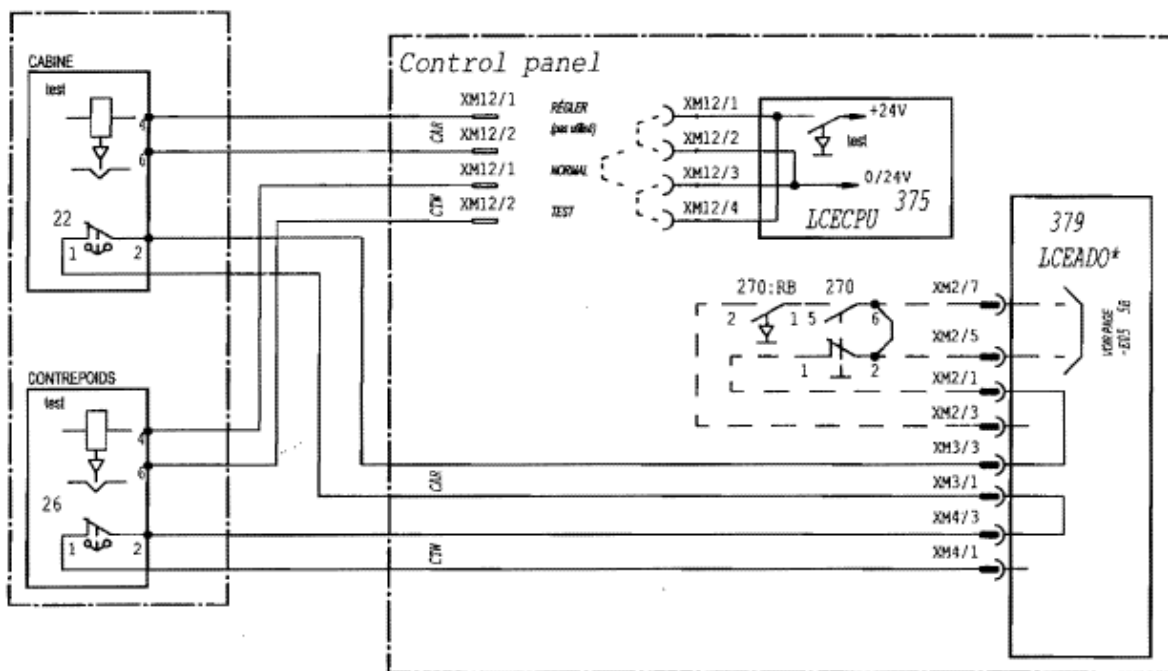 Control panel
CABINE
test
4
6
22
1
2
CONTREPOIDS
test
4
6
26
1
2
XM12/1
XM12/2
XM12/1
XM12/2
CAR
CTW
RÉGLER
(pas utilisé)
NORMAL
TEST
XM12/1
XM12/2
XM12/3
XM12/4
+24V
test
0/24V
375
LCECPU
379
LCEADO*
270:RB
270
2
1
5
6
1
2
XM2/7
XM2/5
XM2/1
XM2/3
XM3/3
XM3/1
XM4/3
XM4/1
CAR
CTW
VOIR PAGE
5B